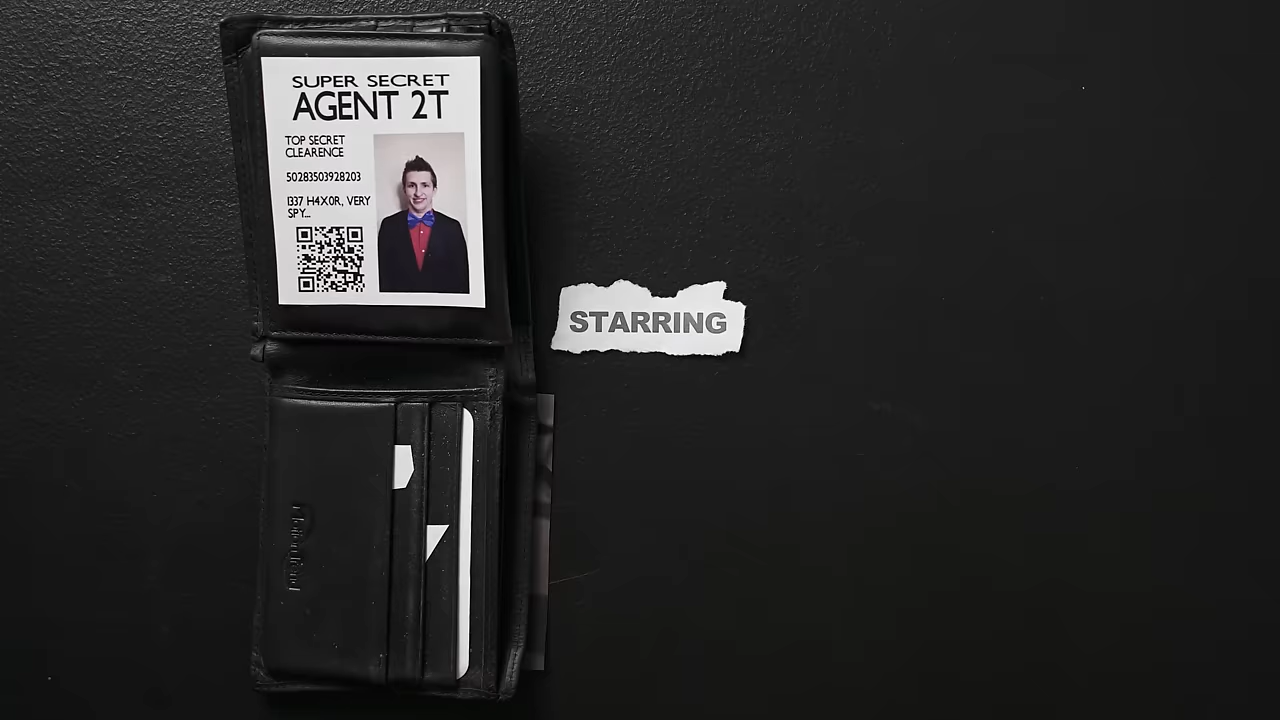 SUPER SECRET
AGENT 2T
TOP SECRET
CLEARENCE
50283503928203
1337 H4X0R, VERY
SPY...
STARRING